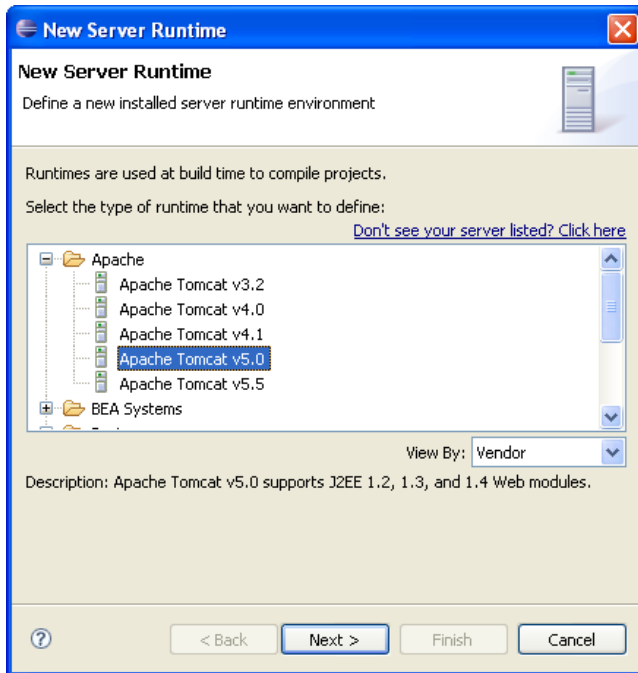 New Server Runtime
New Server Runtime
Define a new installed server runtime environment
Runtimes are used at build time to compile projects.
Select the type of runtime that you want to define:
Don't see your server listed? Click here
Apache
Apache Tomcat v3.2
Apache Tomcat v4.0
Apache Tomcat v4.1
Apache Tomcat v5.0
Apache Tomcat v5.5
BEA Systems
View By: Vendor
Description: Apache Tomcat v5.0 supports J2EE 1.2, 1.3, and 1.4 Web modules.
? < Back Next > Finish Cancel